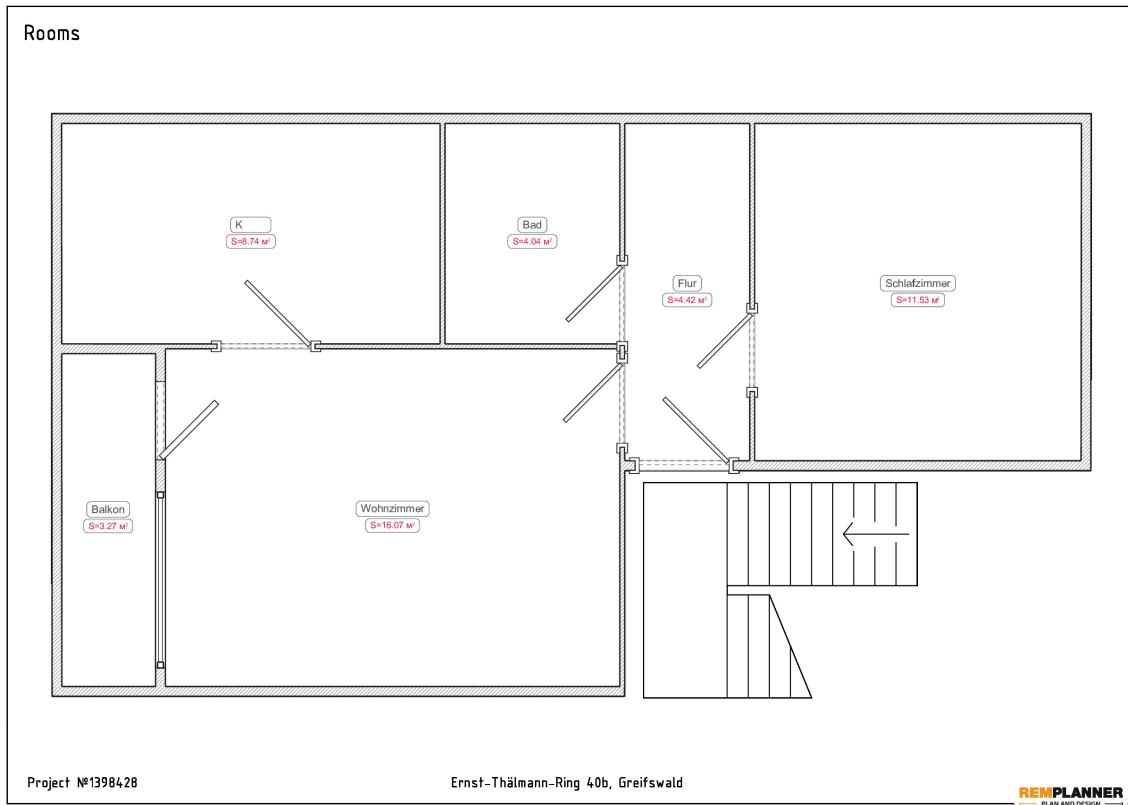 Rooms
K
S=8.74 м²
Bad
S=4.04 м²
Flur
S=4.42 м²
Schlafzimmer
S=11.53 м²
Balkon
S=3.27 м²
Wohnzimmer
S=16.07 м²
Project №1398428
Ernst-Thälmann-Ring 40b, Greifswald
REMPLANNER
PLAN AND DESIGN